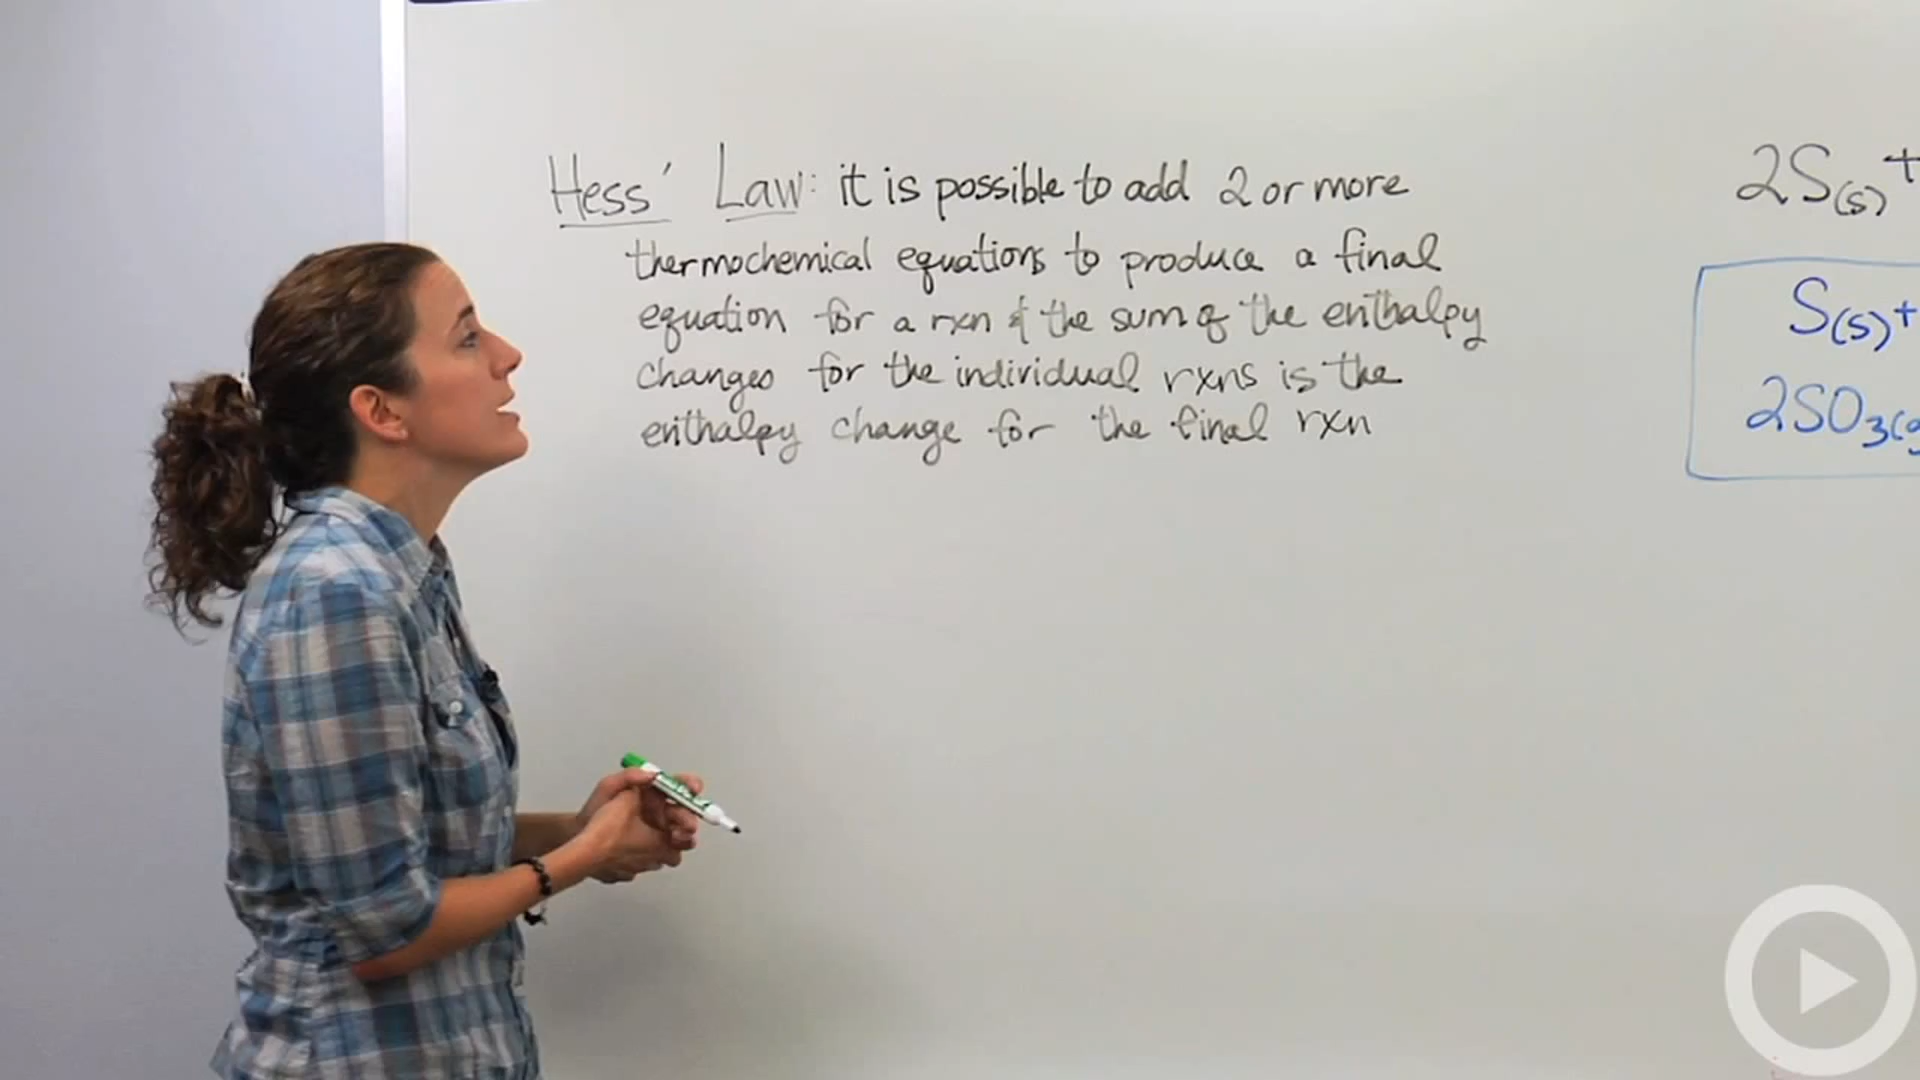 Hess' Law: it is possible to add 2 or more
thermochemical equations to produce a final
equation for a rxn & the sum of the enthalpy
changes for the individual rxns is the
enthalpy change for the final rxn
2S(s) +
S(s) +
2SO3(g